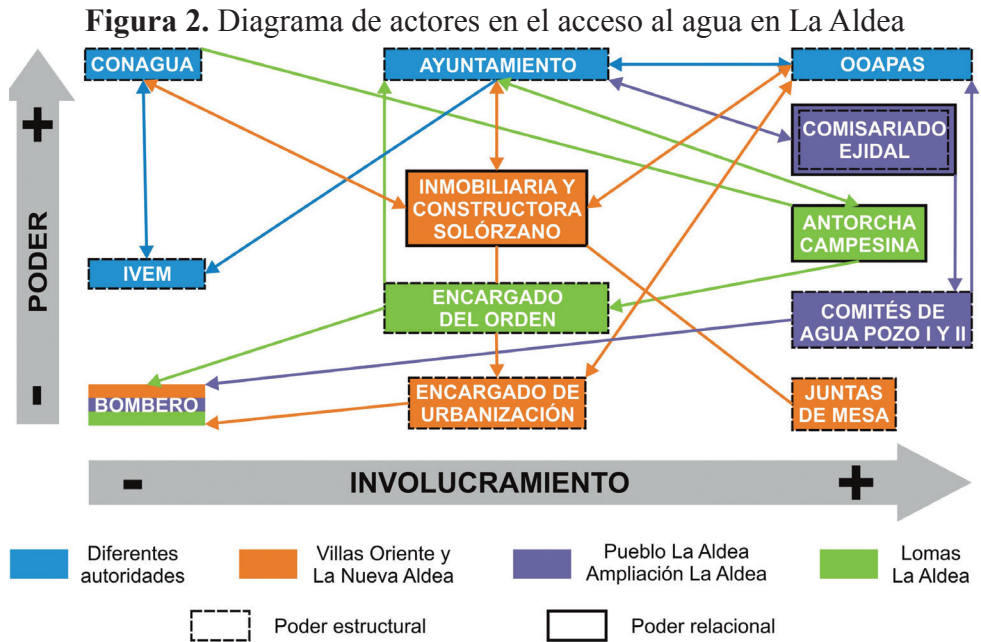 Figura 2. Diagrama de actores en el acceso al agua en La Aldea
CONAGUA
AYUNTAMIENTO
OOAPAS
COMISARIADO
EJIDAL
INMOBILIARIA Y
CONSTRUCTORA
SOLÓRZANO
ANTORCHA
CAMPESINA
IVEM
ENCARGADO
DEL ORDEN
COMITÉS DE
AGUA POZO I Y II
BOMBERO
ENCARGADO DE
URBANIZACIÓN
JUNTAS
DE MESA
+
PODER
-
-
INVOLUCRAMIENTO
+
Diferentes
autoridades
Villas Oriente y
La Nueva Aldea
Pueblo La Aldea
Ampliación La Aldea
Lomas
La Aldea
Poder estructural
Poder relacional